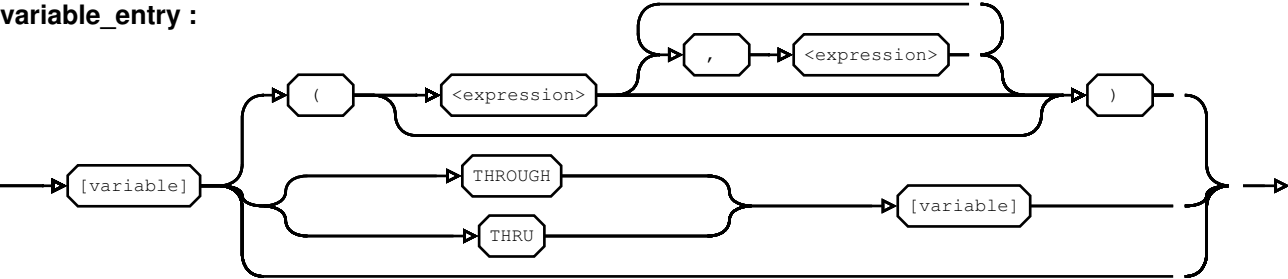 variable_entry :
, <expression>
( <expression> )
[variable] THROUGH [variable]
THRU